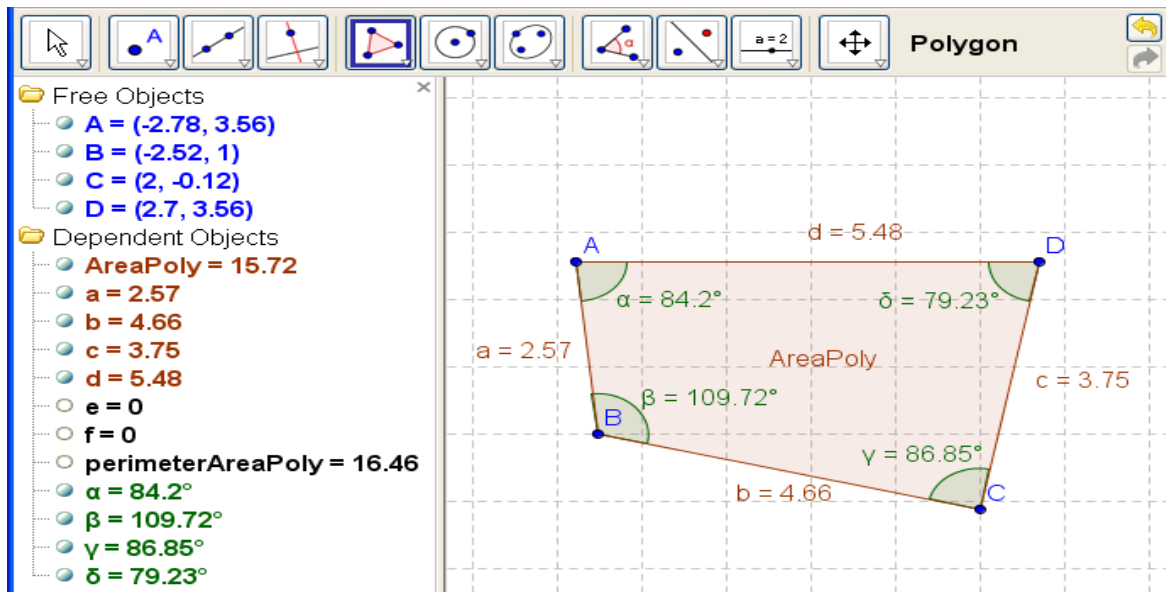 A
α
a = 2
Polygon
Free Objects
A = (-2.78, 3.56)
B = (-2.52, 1)
C = (2, -0.12)
D = (2.7, 3.56)
Dependent Objects
AreaPoly = 15.72
a = 2.57
b = 4.66
c = 3.75
d = 5.48
e = 0
f = 0
perimeterAreaPoly = 16.46
α = 84.2°
β = 109.72°
γ = 86.85°
δ = 79.23°
d = 5.48
A
D
α = 84.2°
δ = 79.23°
a = 2.57
AreaPoly
c = 3.75
β = 109.72°
B
γ = 86.85°
b = 4.66
C